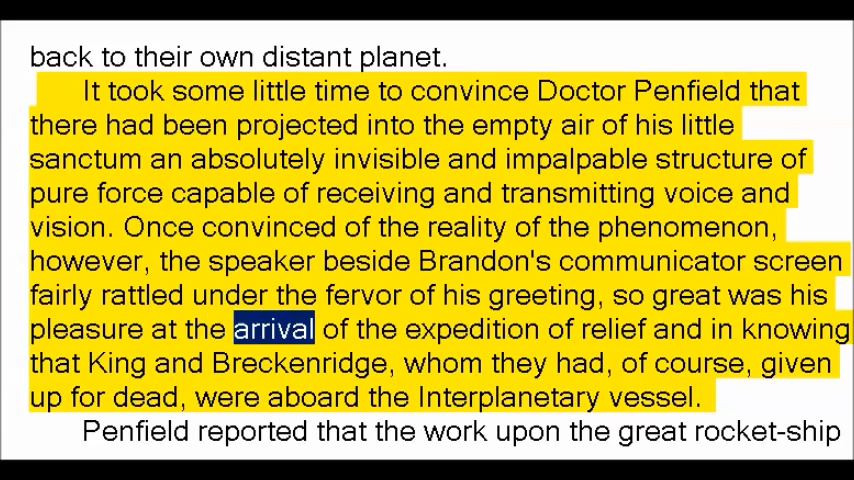 back to their own distant planet.
It took some little time to convince Doctor Penfield that
there had been projected into the empty air of his little
sanctum an absolutely invisible and impalpable structure of
pure force capable of receiving and transmitting voice and
vision. Once convinced of the reality of the phenomenon,
however, the speaker beside Brandon's communicator screen
fairly rattled under the fervor of his greeting, so great was his
pleasure at the arrival of the expedition of relief and in knowing
that King and Breckenridge, whom they had, of course, given
up for dead, were aboard the Interplanetary vessel.
Penfield reported that the work upon the great rocket-ship